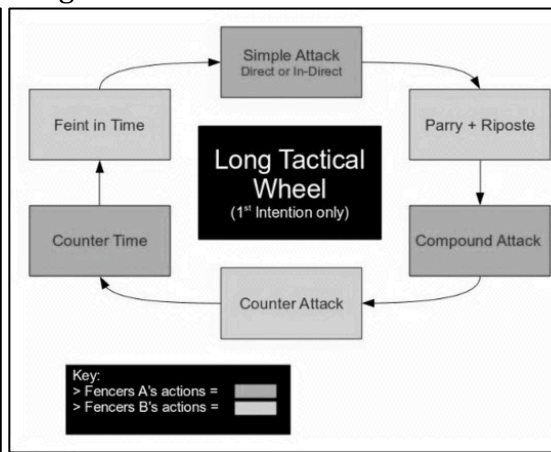 Simple Attack
Direct or In-Direct
Feint in Time
Parry + Riposte
Long Tactical
Wheel
(1st Intention only)
Counter Time
Compound Attack
Counter Attack
Key:
> Fencers A's actions =
> Fencers B's actions =